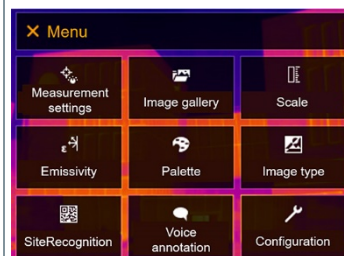 × Menu
Measurement
settings
Image gallery
Scale
ε
Emissivity
Palette
Image type
SiteRecognition
Voice
annotation
Configuration